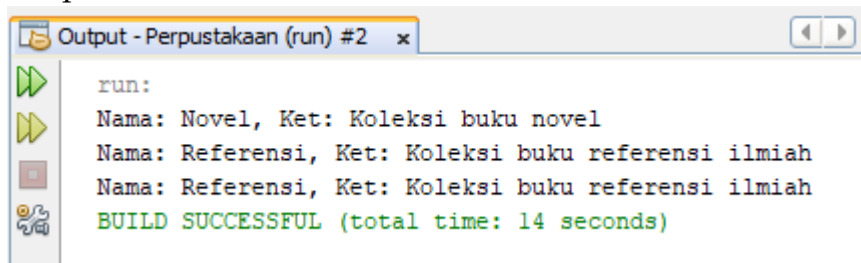 Output - Perpustakaan (run) #2 x
run:
Nama: Novel, Ket: Koleksi buku novel
Nama: Referensi, Ket: Koleksi buku referensi ilmiah
Nama: Referensi, Ket: Koleksi buku referensi ilmiah
BUILD SUCCESSFUL (total time: 14 seconds)